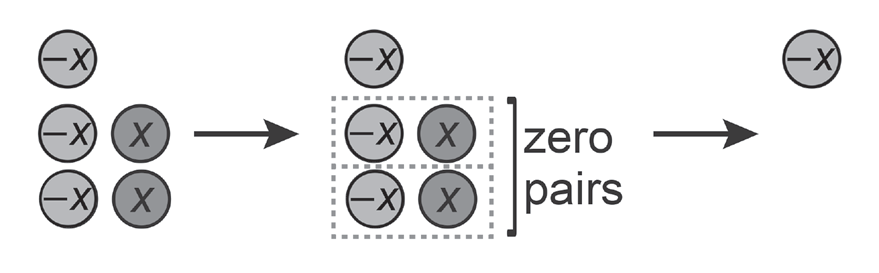 −x −x −x
−x x −x x zero
−x x −x x pairs